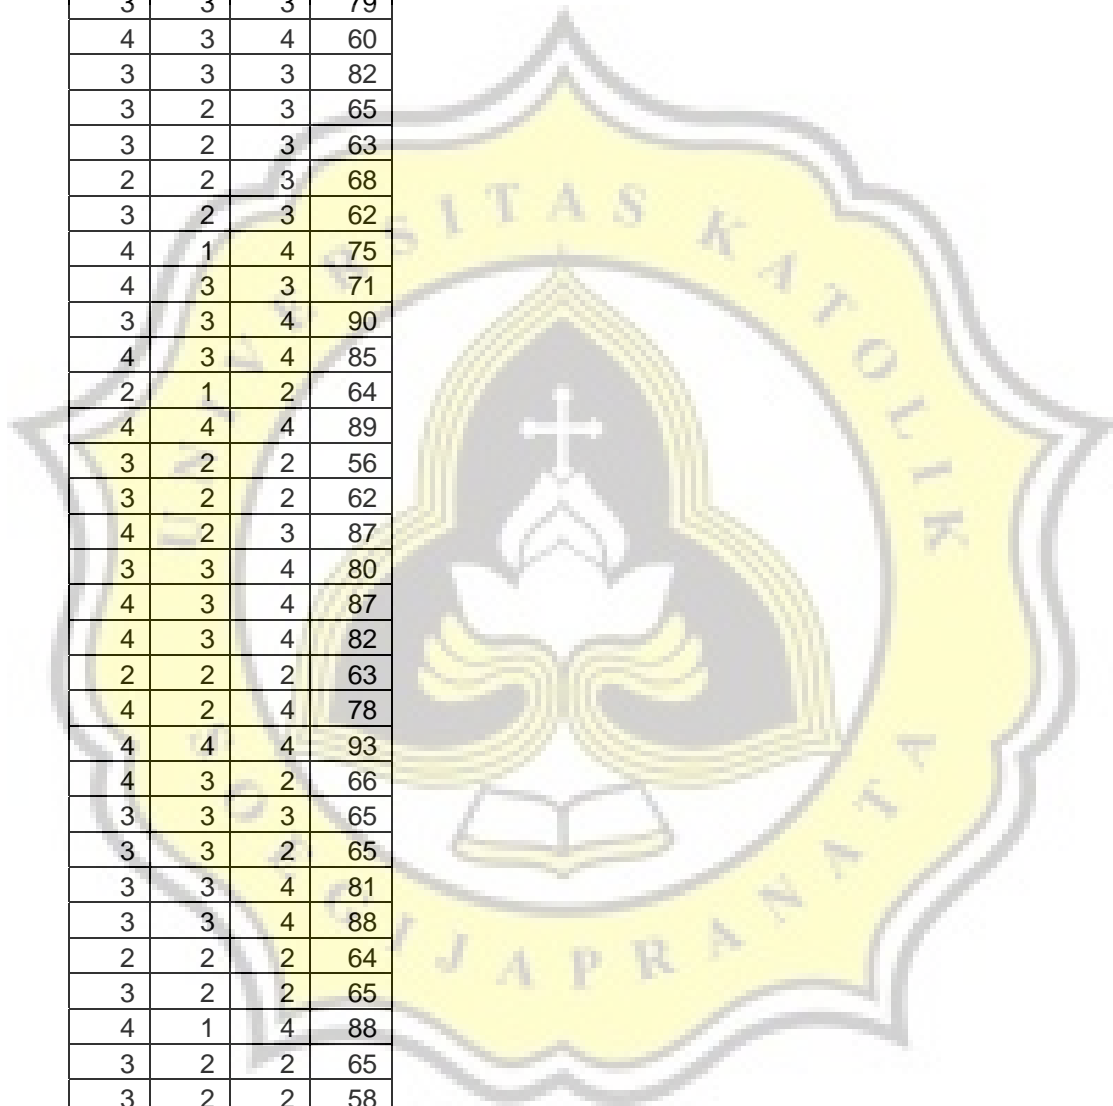 3 3 3 79
4 3 4 60
3 3 3 82
3 2 3 65
3 2 3 63
2 2 3 68
3 2 3 62
4 1 4 75
4 3 3 71
3 3 4 90
4 3 4 85
2 1 2 64
4 4 4 89
3 2 2 56
3 2 2 62
4 2 3 87
3 3 4 80
4 3 4 87
4 3 4 82
2 2 2 63
4 2 4 78
4 4 4 93
4 3 2 66
3 3 3 65
3 3 2 65
3 3 4 81
3 3 4 88
2 2 2 64
3 2 2 65
4 1 4 88
3 2 2 65
3 2 2 58
UNIVERSITAS KATOLIK
SOEGIJAPRANATA